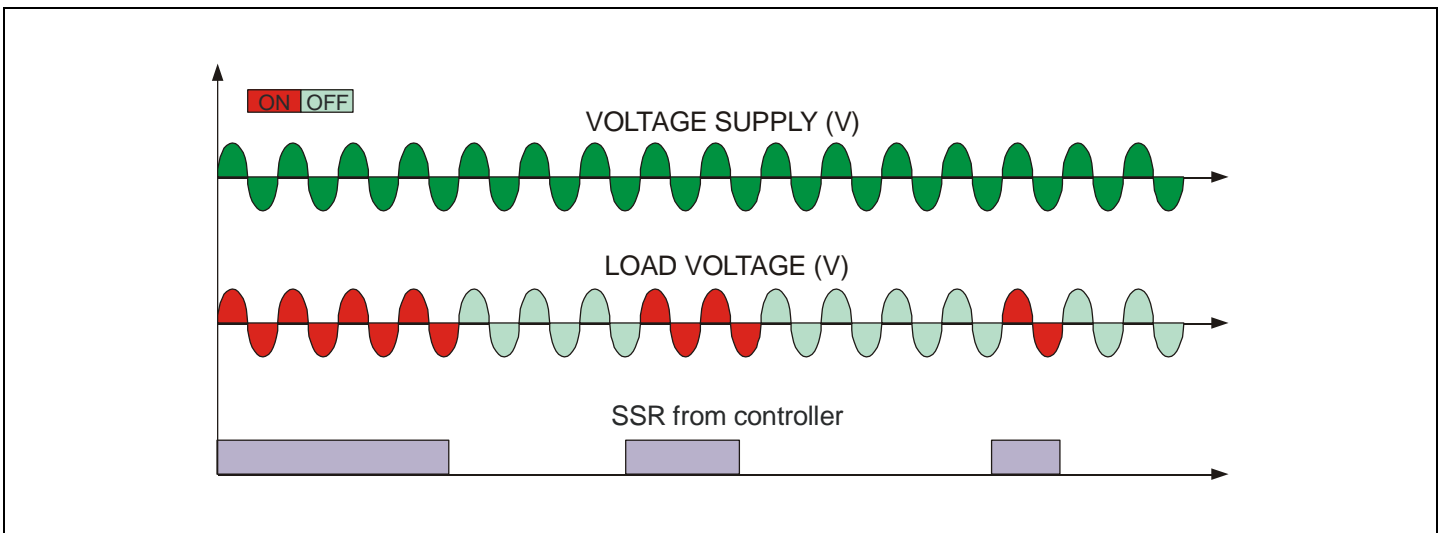 ON OFF
VOLTAGE SUPPLY (V)
LOAD VOLTAGE (V)
SSR from controller